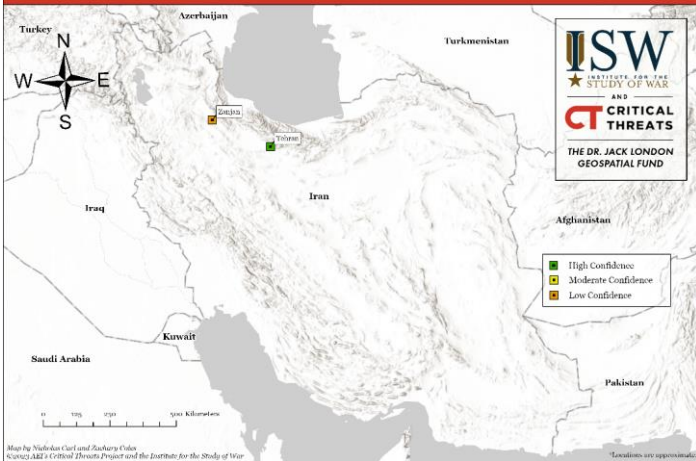 Turkey
Azerbaijan
Turkmenistan
N
W
E
S
ISW
INSTITUTE FOR THE
STUDY OF WAR
AND
CT CRITICAL
THREATS
THE DR. JACK LONDON
GEOSPATIAL FUND
Zanjan
Tehran
Iran
Iraq
Afghanistan
High Confidence
Moderate Confidence
Low Confidence
Kuwait
Saudi Arabia
Pakistan
0 125 250 500 Kilometers
Map by Nicholas Carl and Zachary Coles
©2023 AEI's Critical Threats Project and the Institute for the Study of War
*Locations are approximate